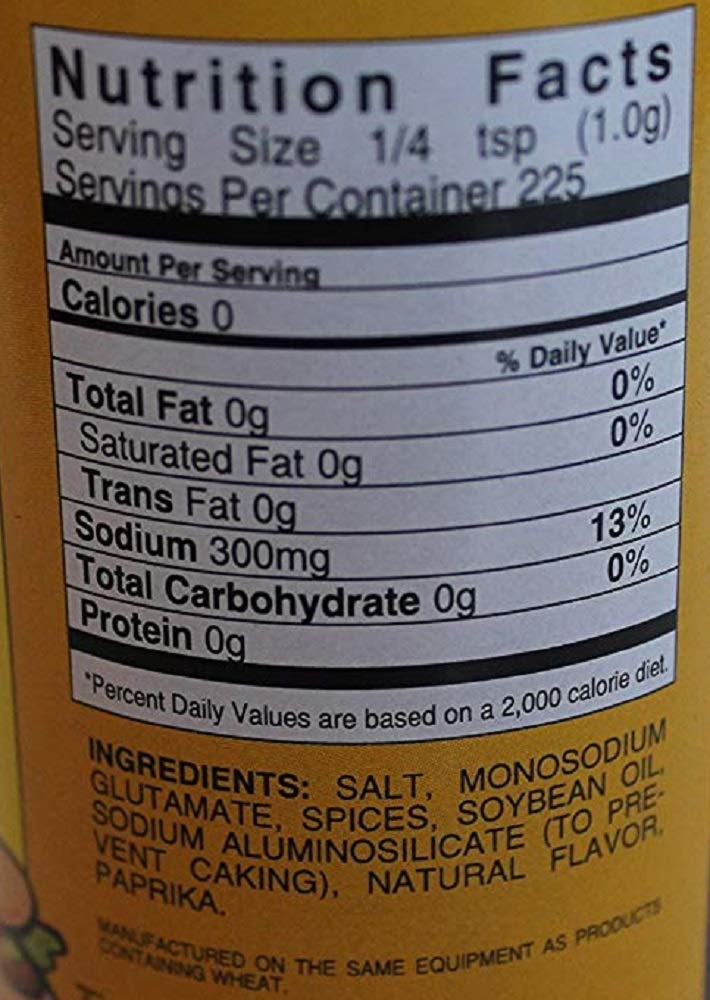 Nutrition Facts
Serving Size 1/4 tsp (1.0g)
Servings Per Container 225
Amount Per Serving
Calories 0
% Daily Value*
Total Fat 0g 0%
Saturated Fat 0g 0%
Trans Fat 0g
Sodium 300mg 13%
Total Carbohydrate 0g 0%
Protein 0g
*Percent Daily Values are based on a 2,000 calorie diet.
INGREDIENTS: SALT, MONOSODIUM
GLUTAMATE, SPICES, SOYBEAN OIL,
SODIUM ALUMINOSILICATE (TO PRE-
VENT CAKING), NATURAL FLAVOR,
PAPRIKA.
MANUFACTURED ON THE SAME EQUIPMENT AS PRODUCTS
CONTAINING WHEAT.